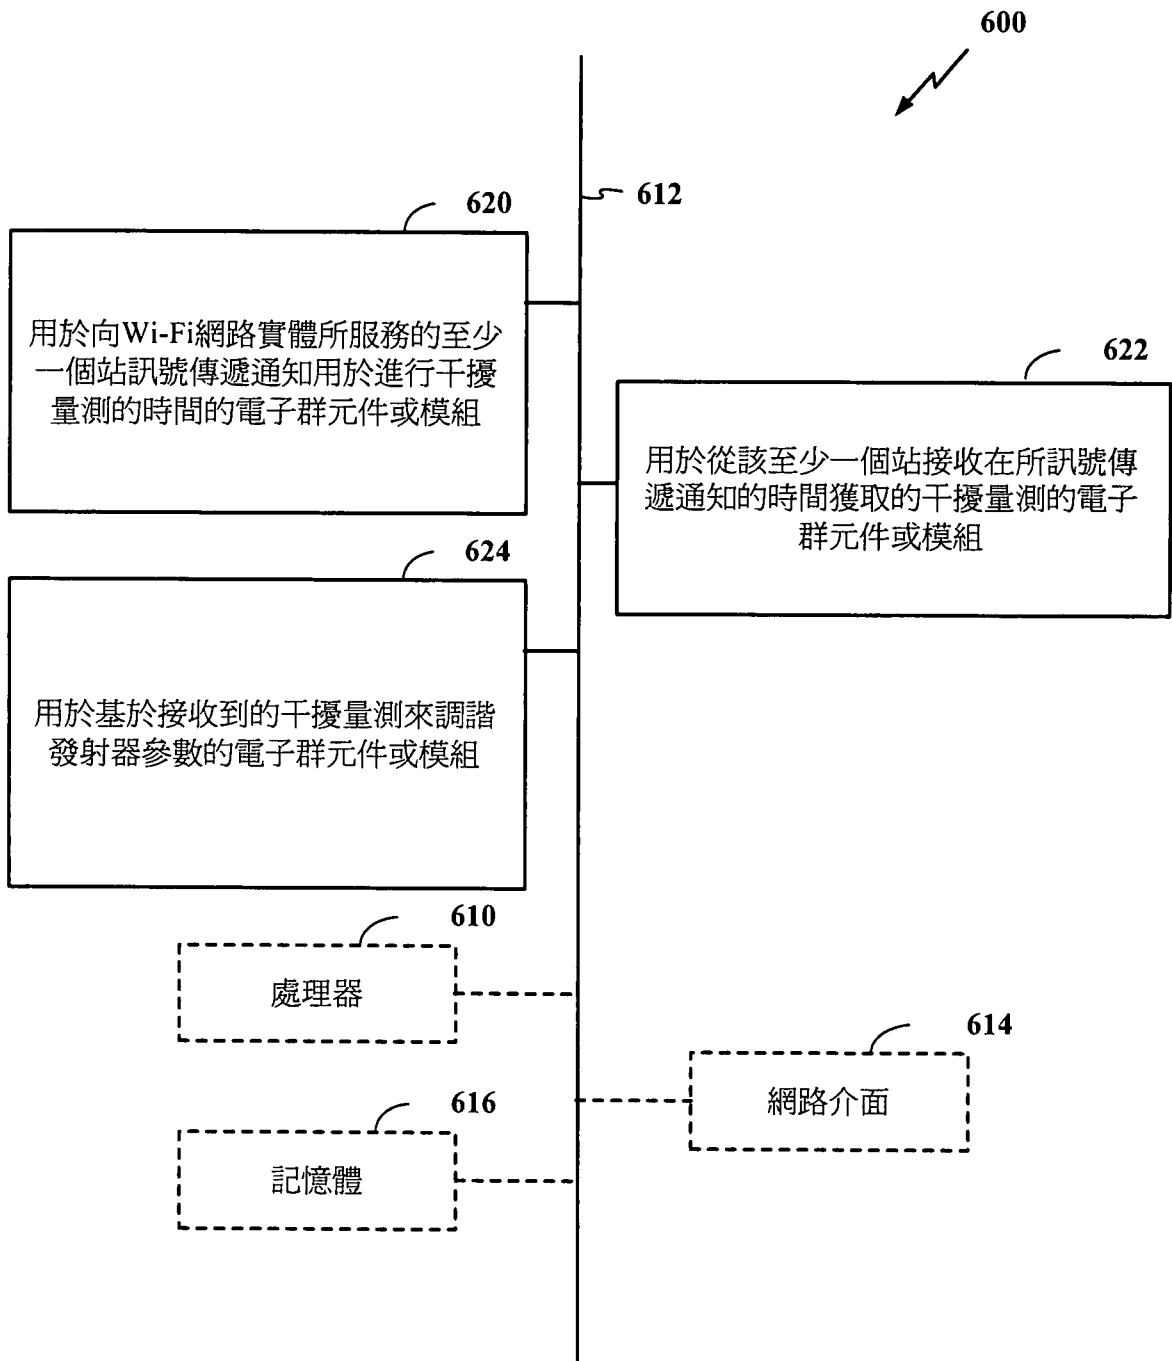 600
612
620
用於向Wi-Fi網路實體所服務的至少
一個站訊號傳遞通知用於進行干擾
量測的時間的電子群元件或模組
622
用於從該至少一個站接收在所訊號傳
遞通知的時間獲取的干擾量測的電子
群元件或模組
624
用於基於接收到的干擾量測來調諧
發射器參數的電子群元件或模組
610
處理器
614
網路介面
616
記憶體